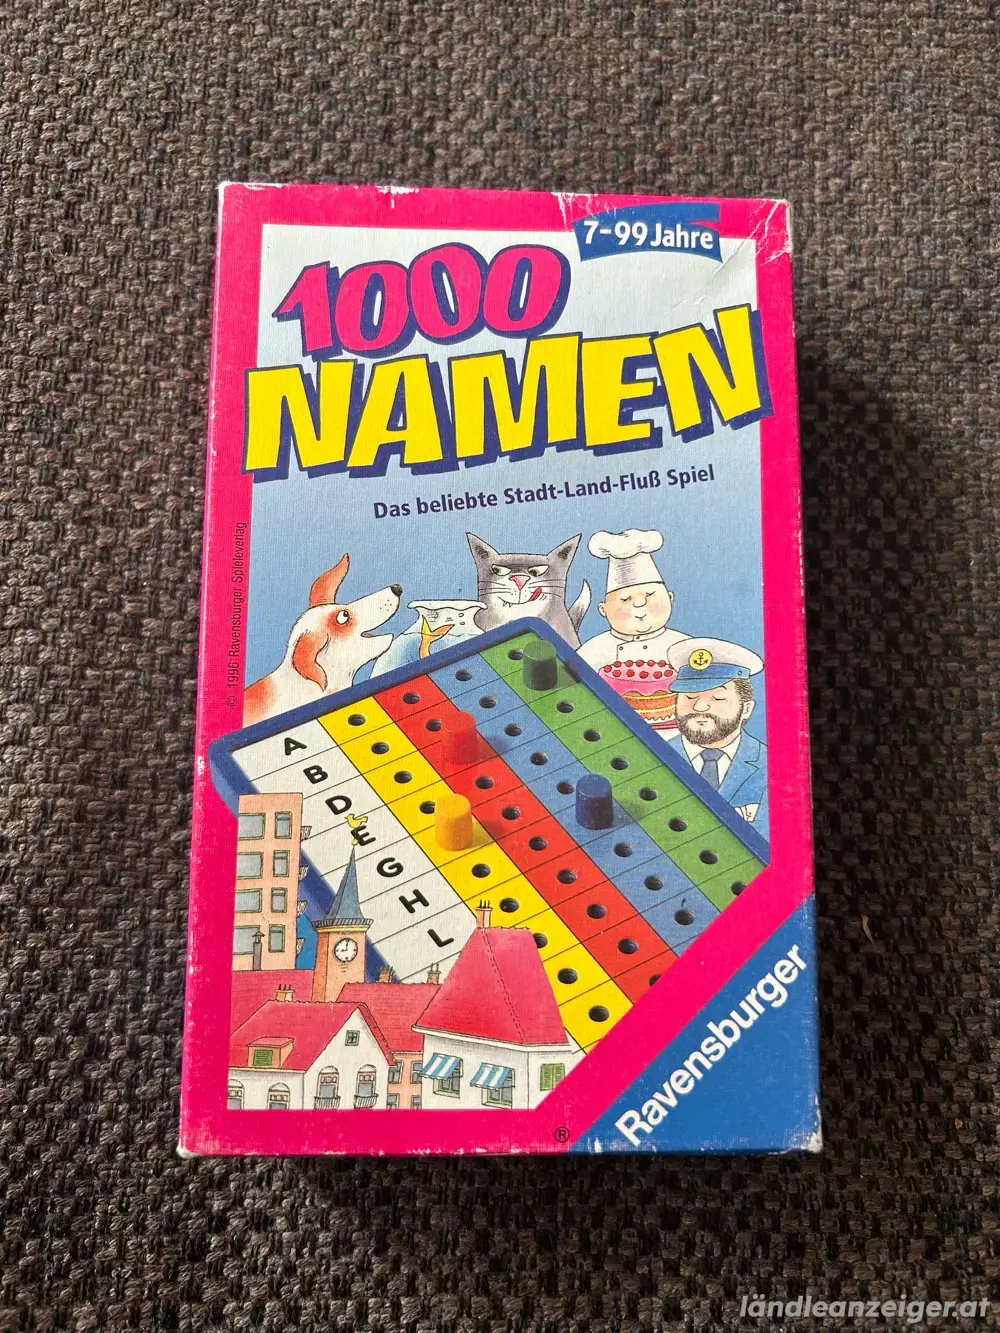 7-99 Jahre
1000
NAMEN
Das beliebte Stadt-Land-Fluß Spiel
© 1996 Ravensburger Spieleverlag
A
B
D
E
G
H
L
Ravensburger
®
ländleanzeiger.at